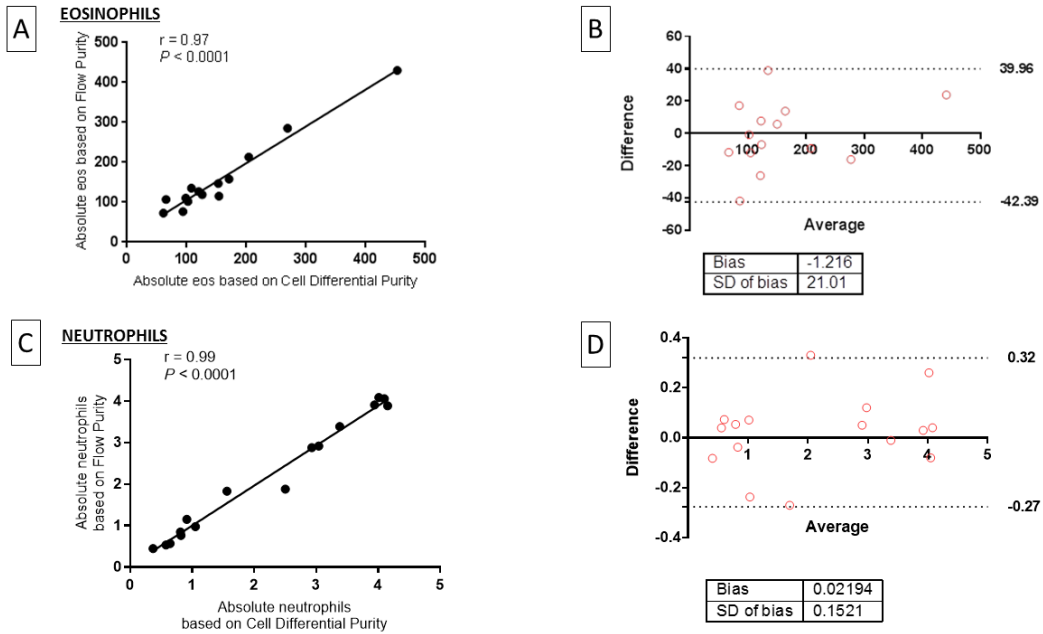 A
EOSINOPHILS
r = 0.97
P < 0.0001
Absolute eos based on Flow Purity
500
400
300
200
100
0
0 100 200 300 400 500
Absolute eos based on Cell Differential Purity
B
Difference
60
40
20
0
-20
-40
-60
39.96
100 200 300 400 500
-42.39
Average
Bias -1.216
SD of bias 21.01
C
NEUTROPHILS
r = 0.99
P < 0.0001
Absolute neutrophils
based on Flow Purity
5
4
3
2
1
0
0 1 2 3 4 5
Absolute neutrophils
based on Cell Differential Purity
D
Difference
0.4
0.2
0.0
-0.2
-0.4
0.32
1 2 3 4 5
-0.27
Average
Bias 0.02194
SD of bias 0.1521